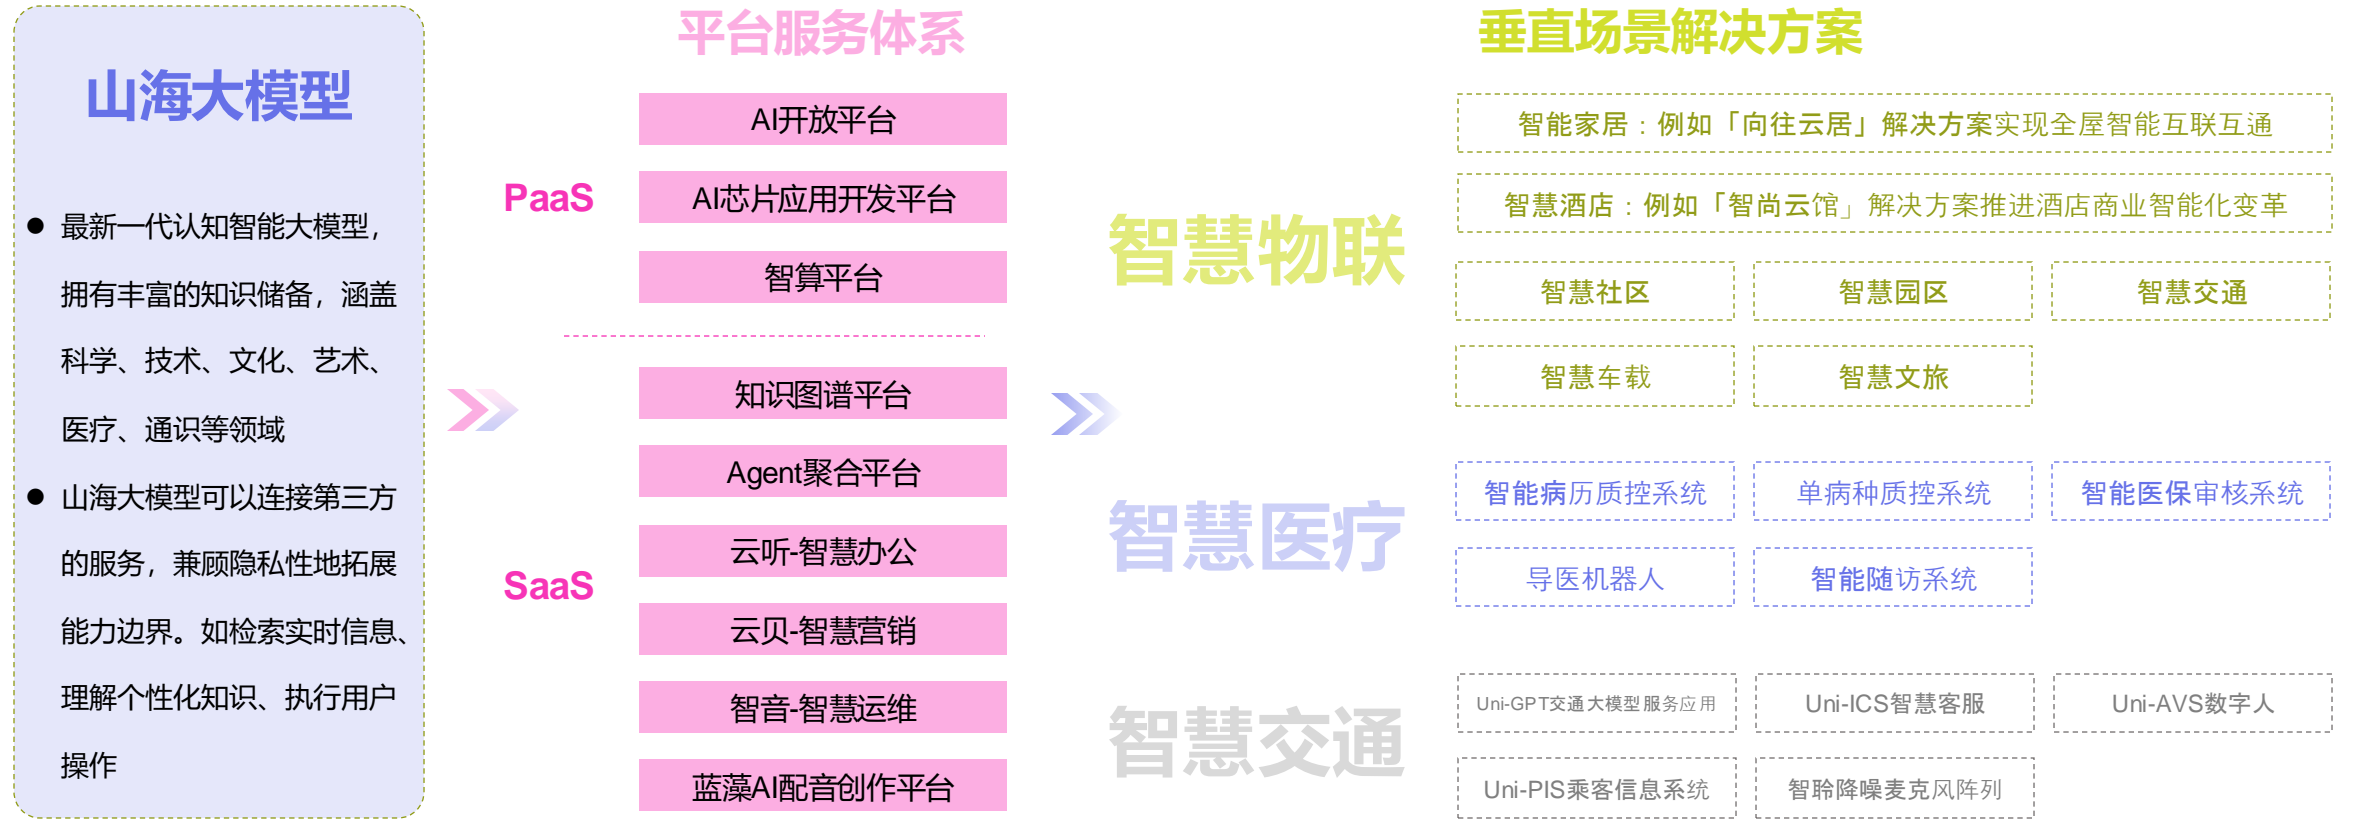 山海大模型
● 最新一代认知智能大模型，
拥有丰富的知识储备，涵盖
科学、技术、文化、艺术、
医疗、通识等领域
● 山海大模型可以连接第三方
的服务，兼顾隐私性地拓展
能力边界。如检索实时信息、
理解个性化知识、执行用户
操作
平台服务体系
PaaS
AI开放平台
AI芯片应用开发平台
智算平台
SaaS
知识图谱平台
Agent聚合平台
云听-智慧办公
云贝-智慧营销
智音-智慧运维
蓝藻AI配音创作平台
垂直场景解决方案
智慧物联
智能家居：例如「向往云居」解决方案实现全屋智能互联互通
智慧酒店：例如「智尚云馆」解决方案推进酒店商业智能化变革
智慧社区
智慧园区
智慧交通
智慧车载
智慧文旅
智慧医疗
智能病历质控系统
单病种质控系统
智能医保审核系统
导医机器人
智能随访系统
智慧交通
Uni-GPT交通大模型服务应用
Uni-ICS智慧客服
Uni-AVS数字人
Uni-PIS乘客信息系统
智聆降噪麦克风阵列